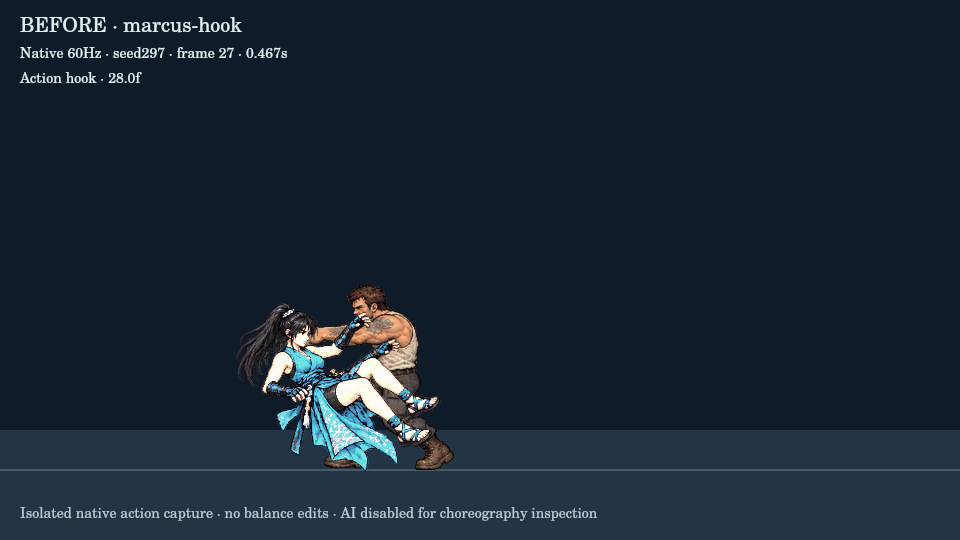 BEFORE · marcus-hook
Native 60Hz · seed297 · frame 27 · 0.467s
Action hook · 28.0f
Isolated native action capture · no balance edits · AI disabled for choreography inspection